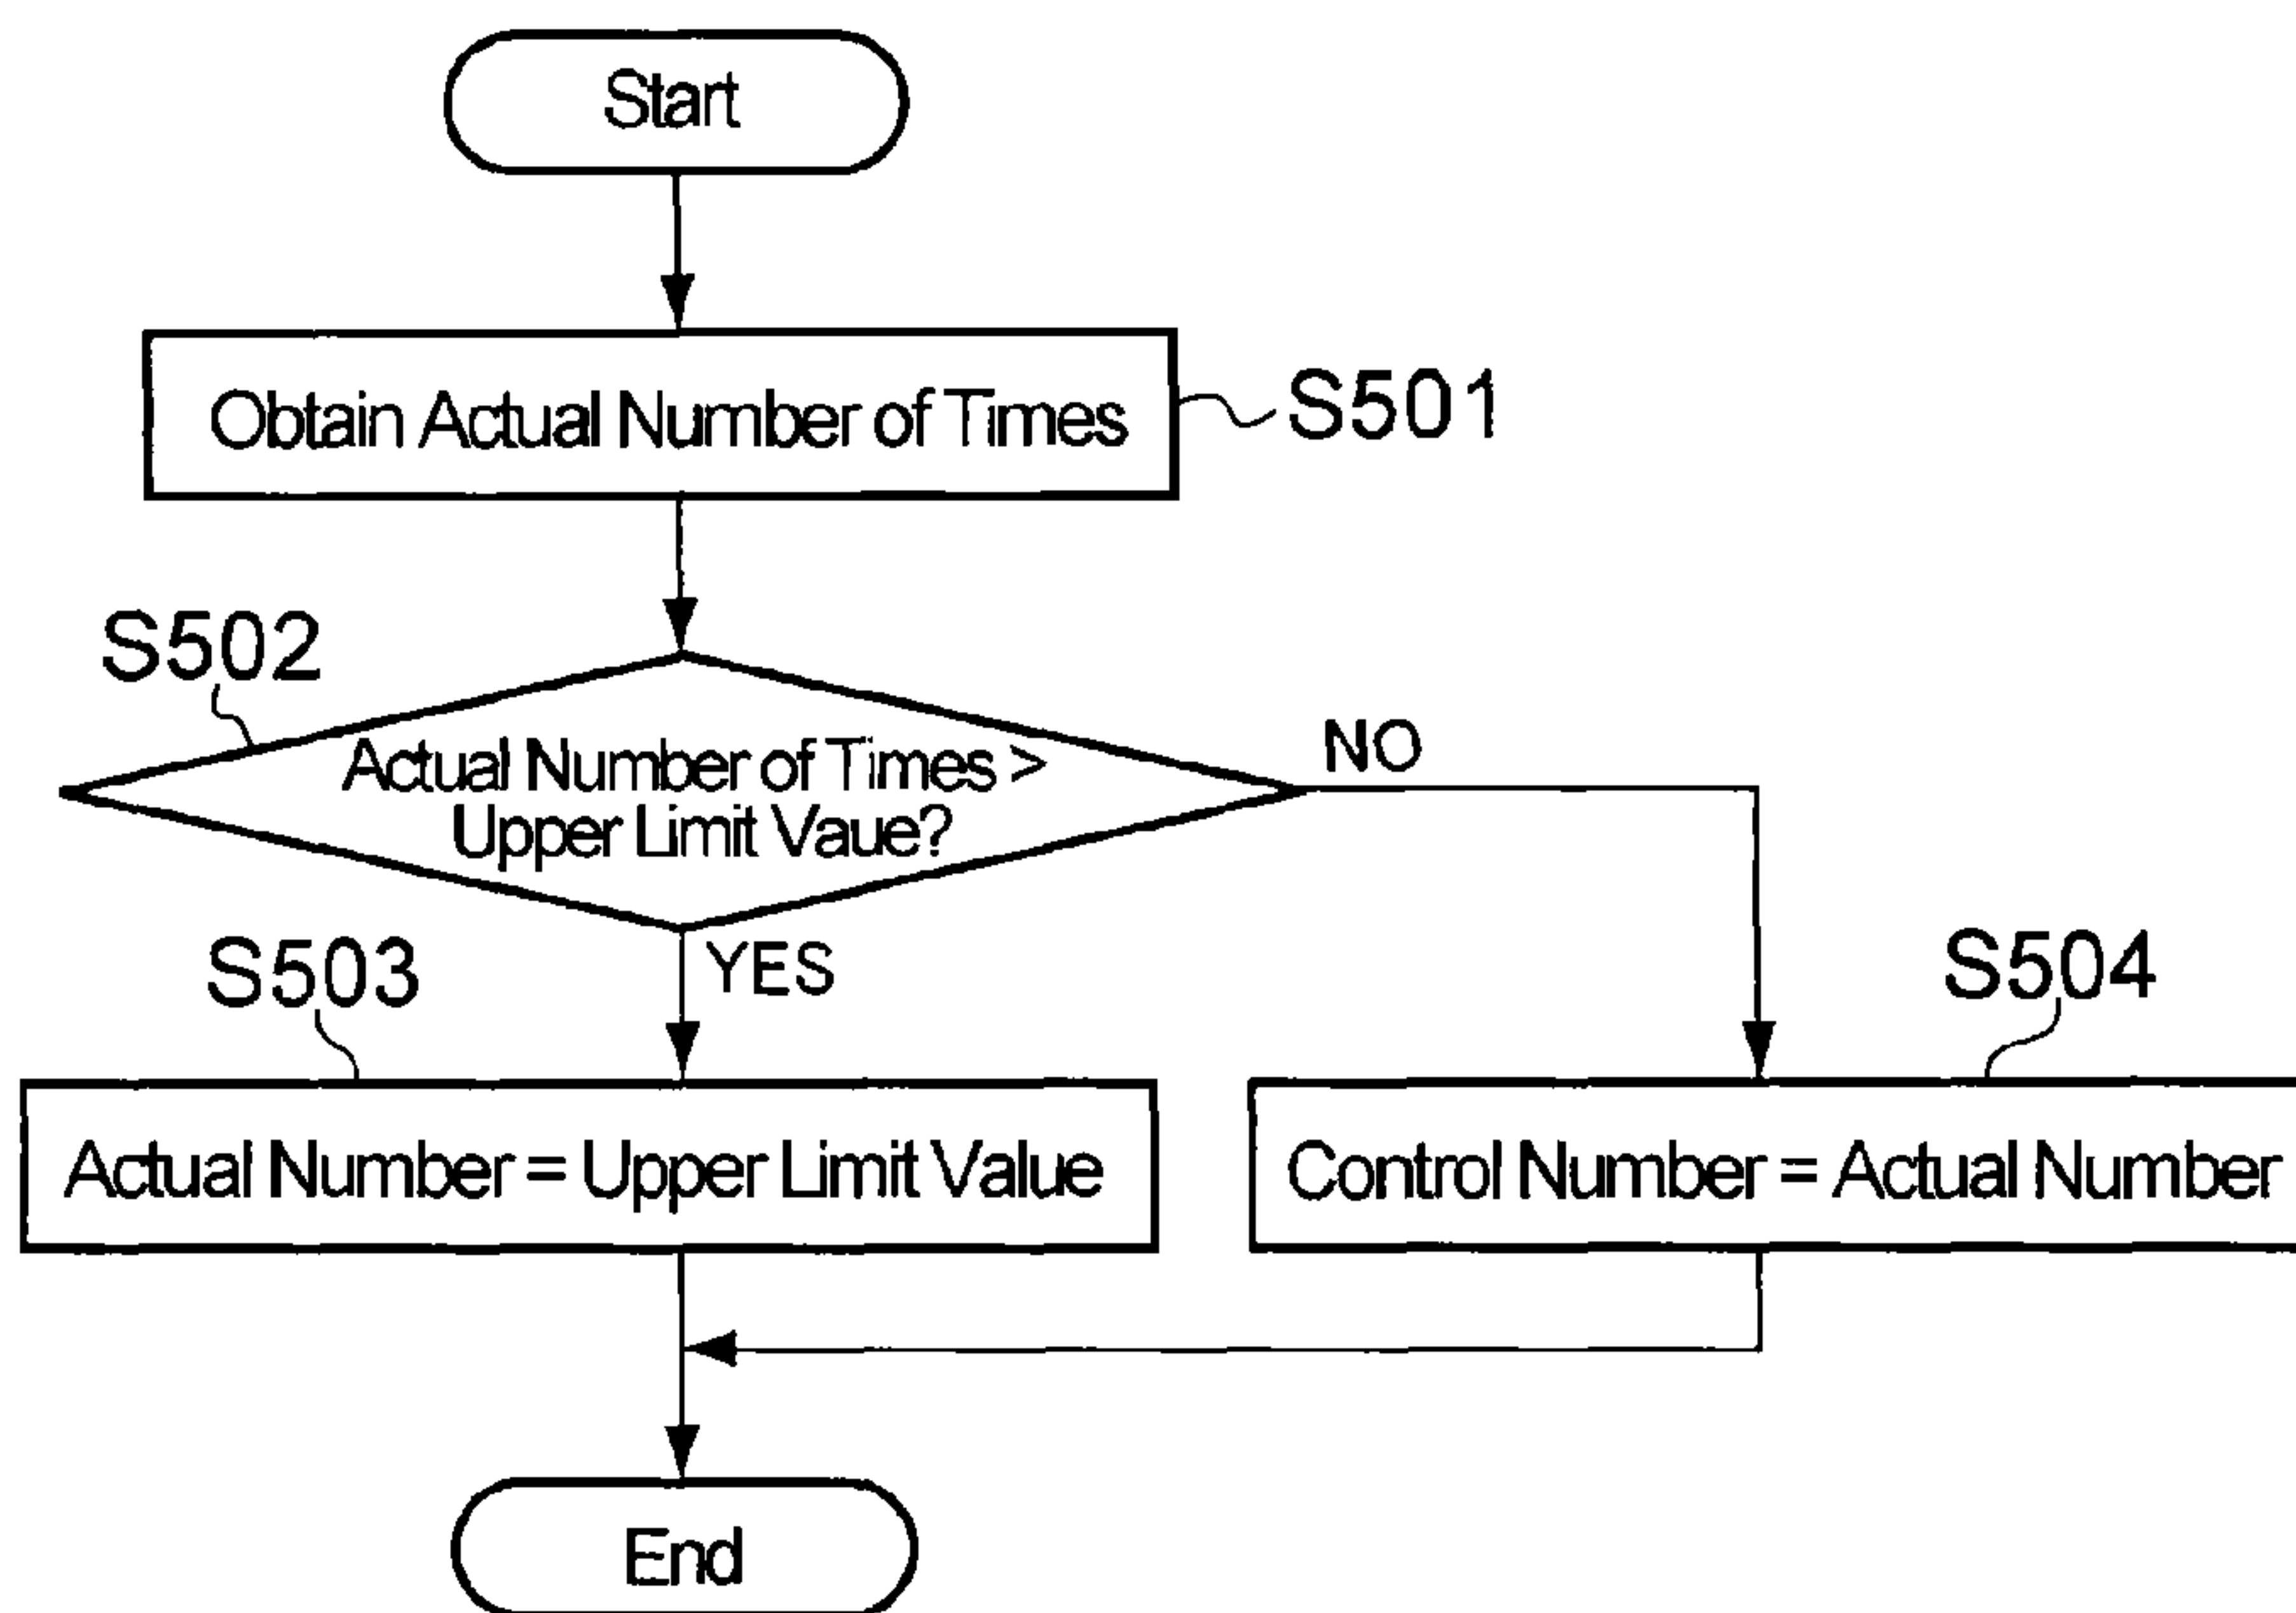 Start
Obtain Actual Number of Times
S501
S502
Actual Number of Times >
Upper Limit Vaue?
NO
YES
S503
S504
Actual Number = Upper Limit Value
Control Number = Actual Number
End